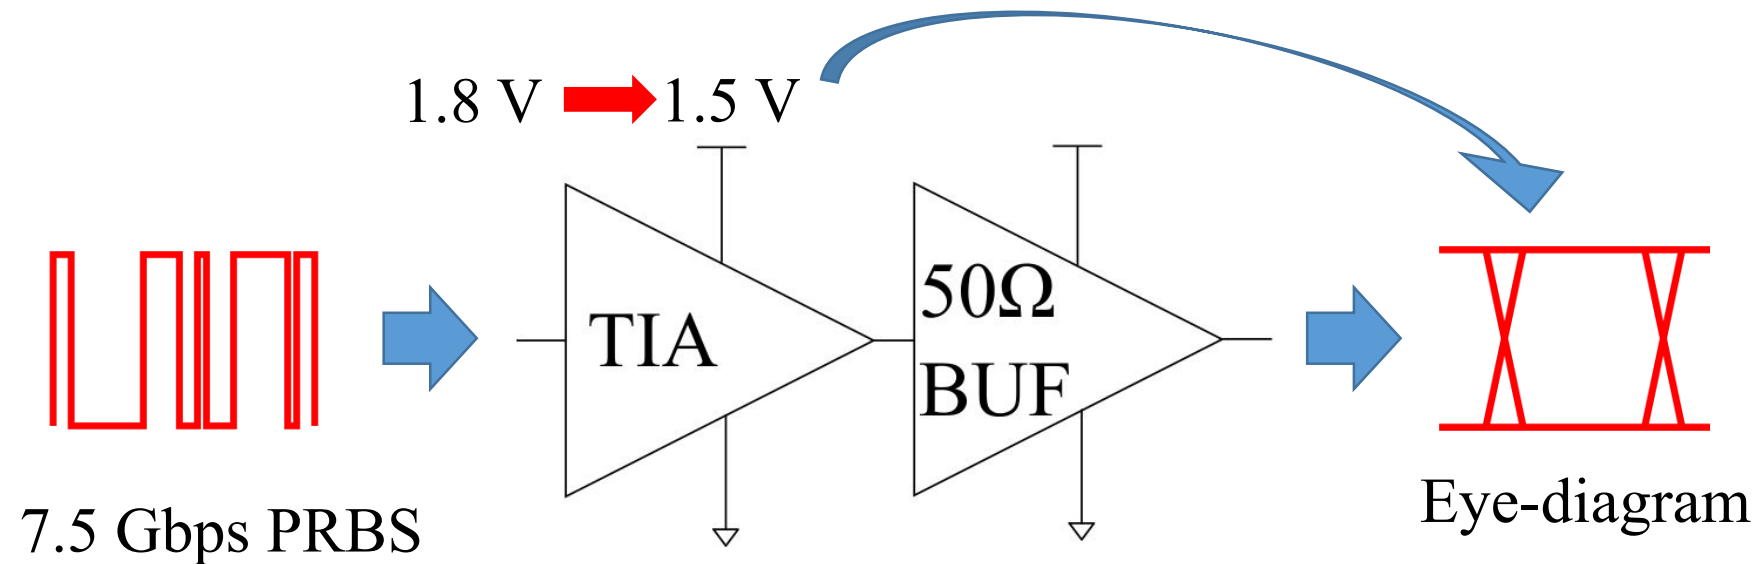 1.8 V 1.5 V
TIA
50Ω
BUF
7.5 Gbps PRBS
Eye-diagram